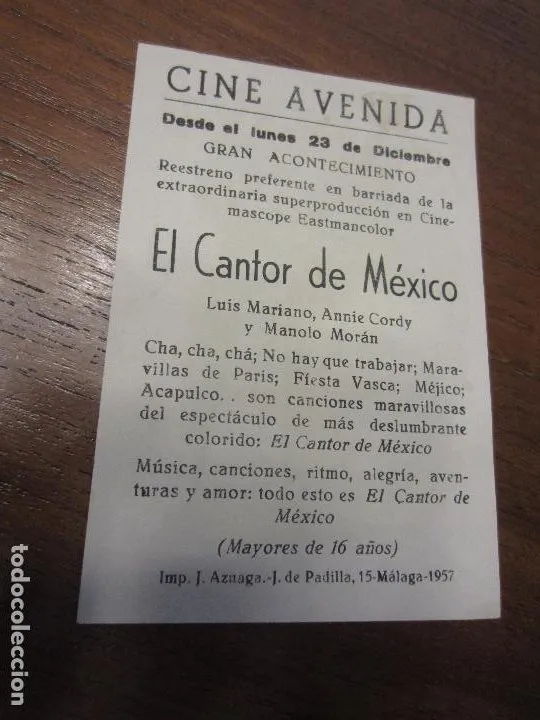 CINE AVENIDA
Desde el lunes 23 de Diciembre
GRAN ACONTECIMIENTO
Reestreno preferente en barriada de la
extraordinaria superproducción en Cine-
mascope Eastmancolor
El Cantor de México
Luis Mariano, Annie Cordy
y Manolo Morán
Cha, cha, chá; No hay que trabajar; Mara-
villas de Paris; Fiesta Vasca; Méjico;
Acapulco. . son canciones maravillosas
del espectáculo de más deslumbrante
colorido: El Cantor de México
Música, canciones, ritmo, alegría, aven-
turas y amor: todo esto es El Cantor de
México
(Mayores de 16 años)
Imp. J. Azuaga.-J. de Padilla, 15-Málaga-1957
todocoleccion